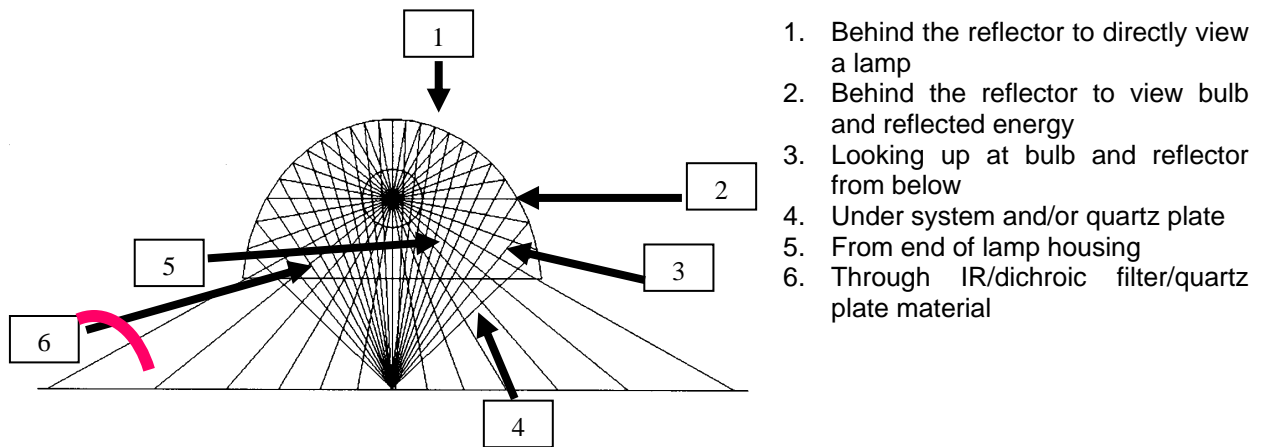 1
2
3
4
5
6
1. Behind the reflector to directly view
a lamp
2. Behind the reflector to view bulb
and reflected energy
3. Looking up at bulb and reflector
from below
4. Under system and/or quartz plate
5. From end of lamp housing
6. Through IR/dichroic filter/quartz
plate material